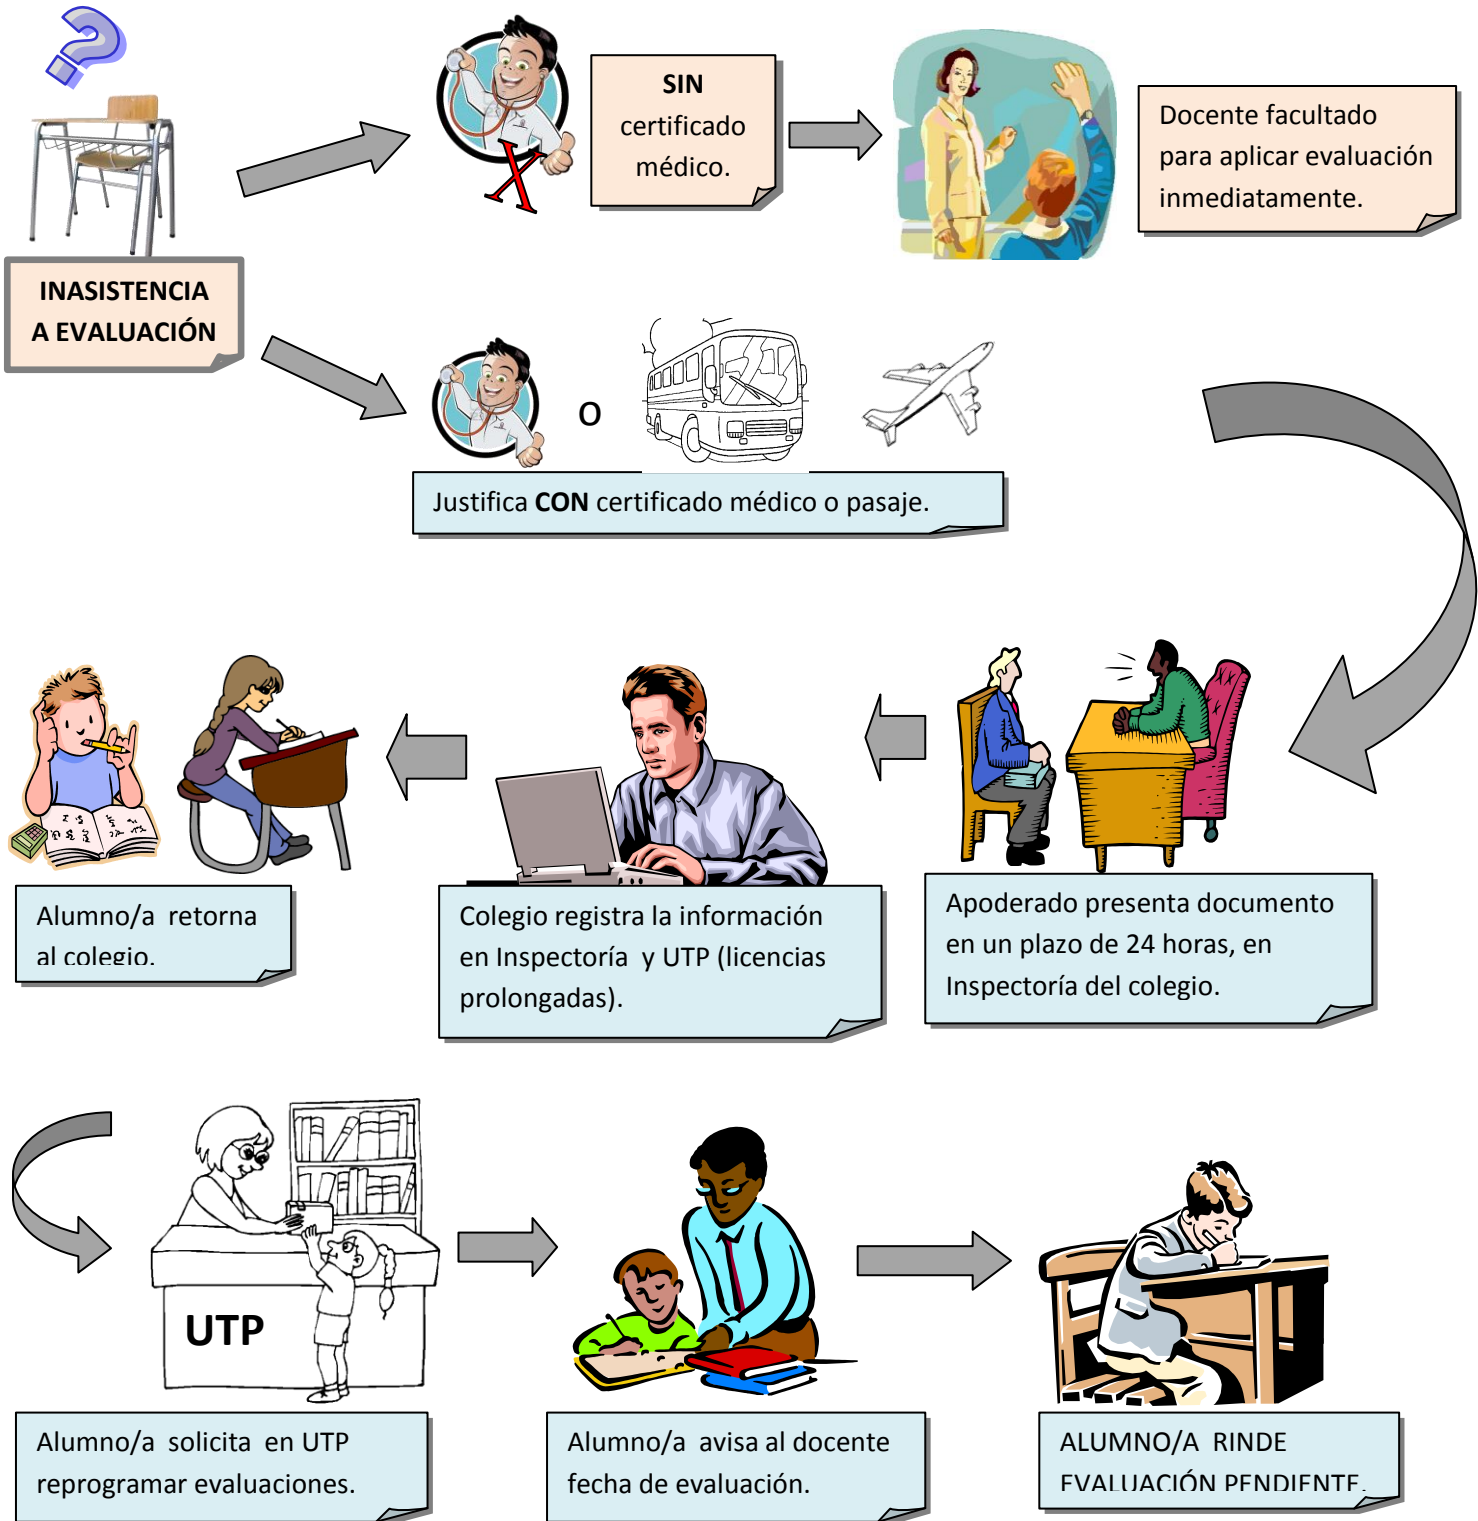 SIN
certificado
médico.
Docente facultado
para aplicar evaluación
inmediatamente.
INASISTENCIA
A EVALUACIÓN
o
Justifica CON certificado médico o pasaje.
Apoderado presenta documento
en un plazo de 24 horas, en
Inspectoría del colegio.
Colegio registra la información
en Inspectoría y UTP (licencias
prolongadas).
Alumno/a retorna
al colegio.
UTP
Alumno/a solicita en UTP
reprogramar evaluaciones.
Alumno/a avisa al docente
fecha de evaluación.
ALUMNO/A RINDE
EVALUACIÓN PENDIENTE.